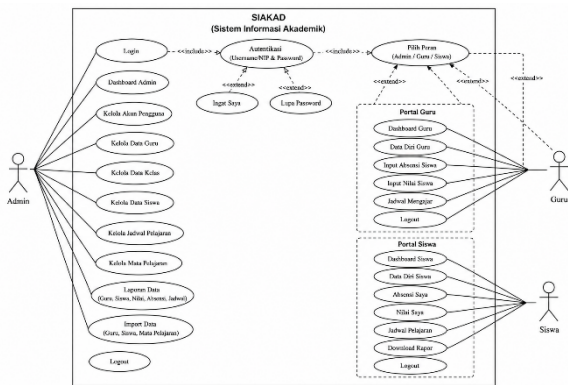 SIAKAD
(Sistem Informasi Akademik)
Login
<<include>>
Autentikasi
(Username/NIP & Password)
<<include>>
Pilih Peran
(Admin / Guru / Siswa)
<<extend>>
<<extend>>
Ingat Saya
Lupa Password
<<extend>>
<<extend>>
<<extend>>
Dashboard Admin
Kelola Akun Pengguna
Kelola Data Guru
Kelola Data Kelas
Kelola Data Siswa
Kelola Jadwal Pelajaran
Kelola Mata Pelajaran
Laporan Data
(Guru, Siswa, Nilai, Absensi, Jadwal)
Import Data
(Guru, Siswa, Mata Pelajaran)
Logout
Admin
Portal Guru
Dashboard Guru
Data Diri Guru
Input Absensi Siswa
Input Nilai Siswa
Jadwal Mengajar
Logout
Guru
Portal Siswa
Dashboard Siswa
Data Diri Siswa
Absensi Saya
Nilai Saya
Jadwal Pelajaran
Download Rapor
Logout
Siswa